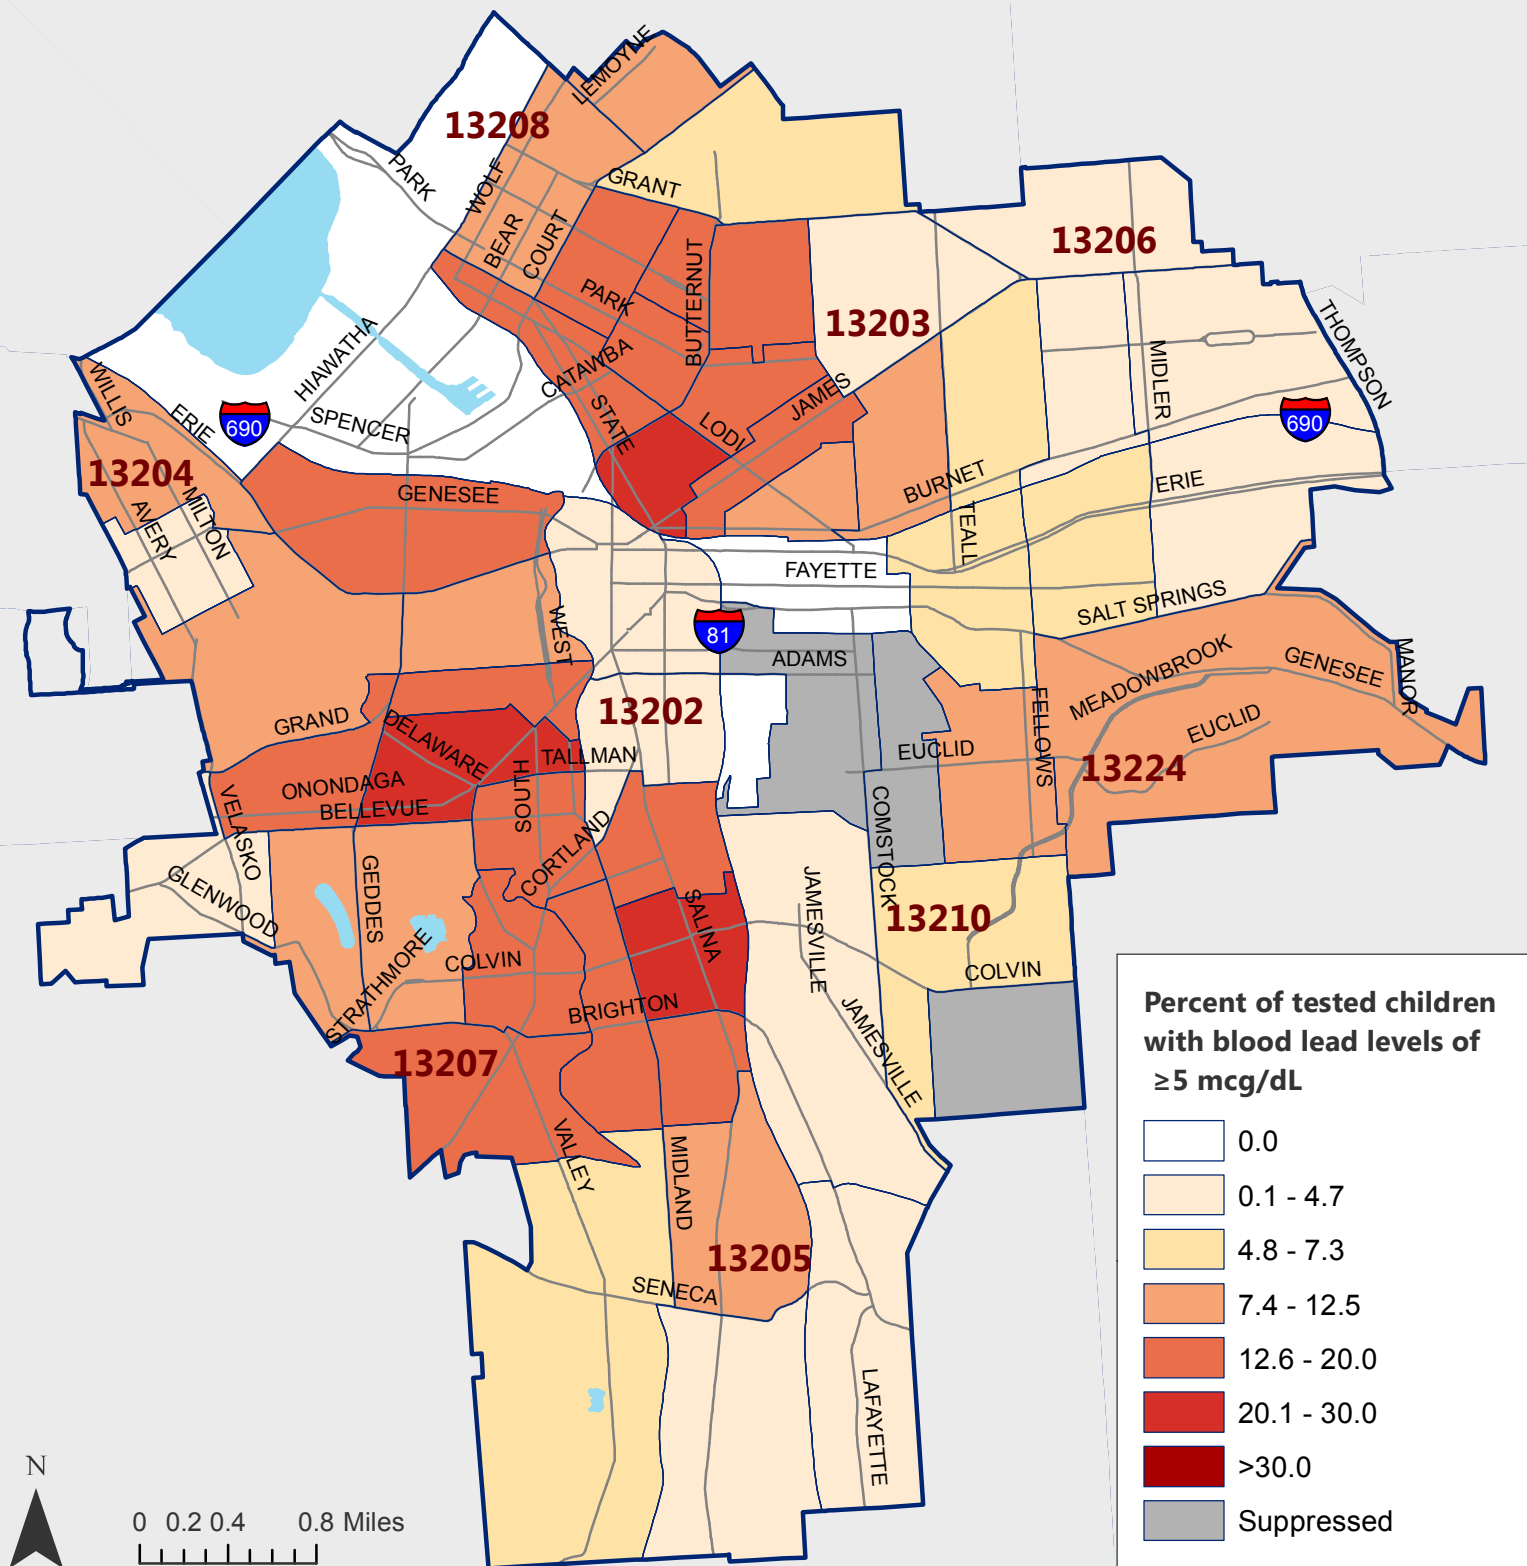 LEMOYNE
13208
PARK
WOLF
GRANT
BEAR
COURT
13206
BUTTERNUT
PARK
13203
THOMPSON
HIAWATHA
WILLIS
CATAWBA
MIDLER
JAMES
ERIE
690
SPENCER
STATE
LODI
690
13204
GENESEE
MILTON
AVERY
BURNET
ERIE
TEALL
FAYETTE
SALT SPRINGS
WEST
81
ADAMS
MEADOWBROOK
GENESEE
MANOR
GRAND
DELAWARE
13202
FELLOWS
EUCLID
TALLMAN
EUCLID
13224
ONONDAGA
BELLEVUE
SOUTH
VELASKO
CORTLAND
COMSTOCK
GLENWOOD
GEDDES
JAMESVILLE
SALINA
13210
STRATHMORE
COLVIN
COLVIN
BRIGHTON
JAMESVILLE
13207
VALLEY
MIDLAND
13205
SENECA
LAFAYETTE
Percent of tested children
with blood lead levels of
≥5 mcg/dL
0.0
0.1 - 4.7
4.8 - 7.3
7.4 - 12.5
12.6 - 20.0
20.1 - 30.0
>30.0
Suppressed
N
0 0.2 0.4 0.8 Miles